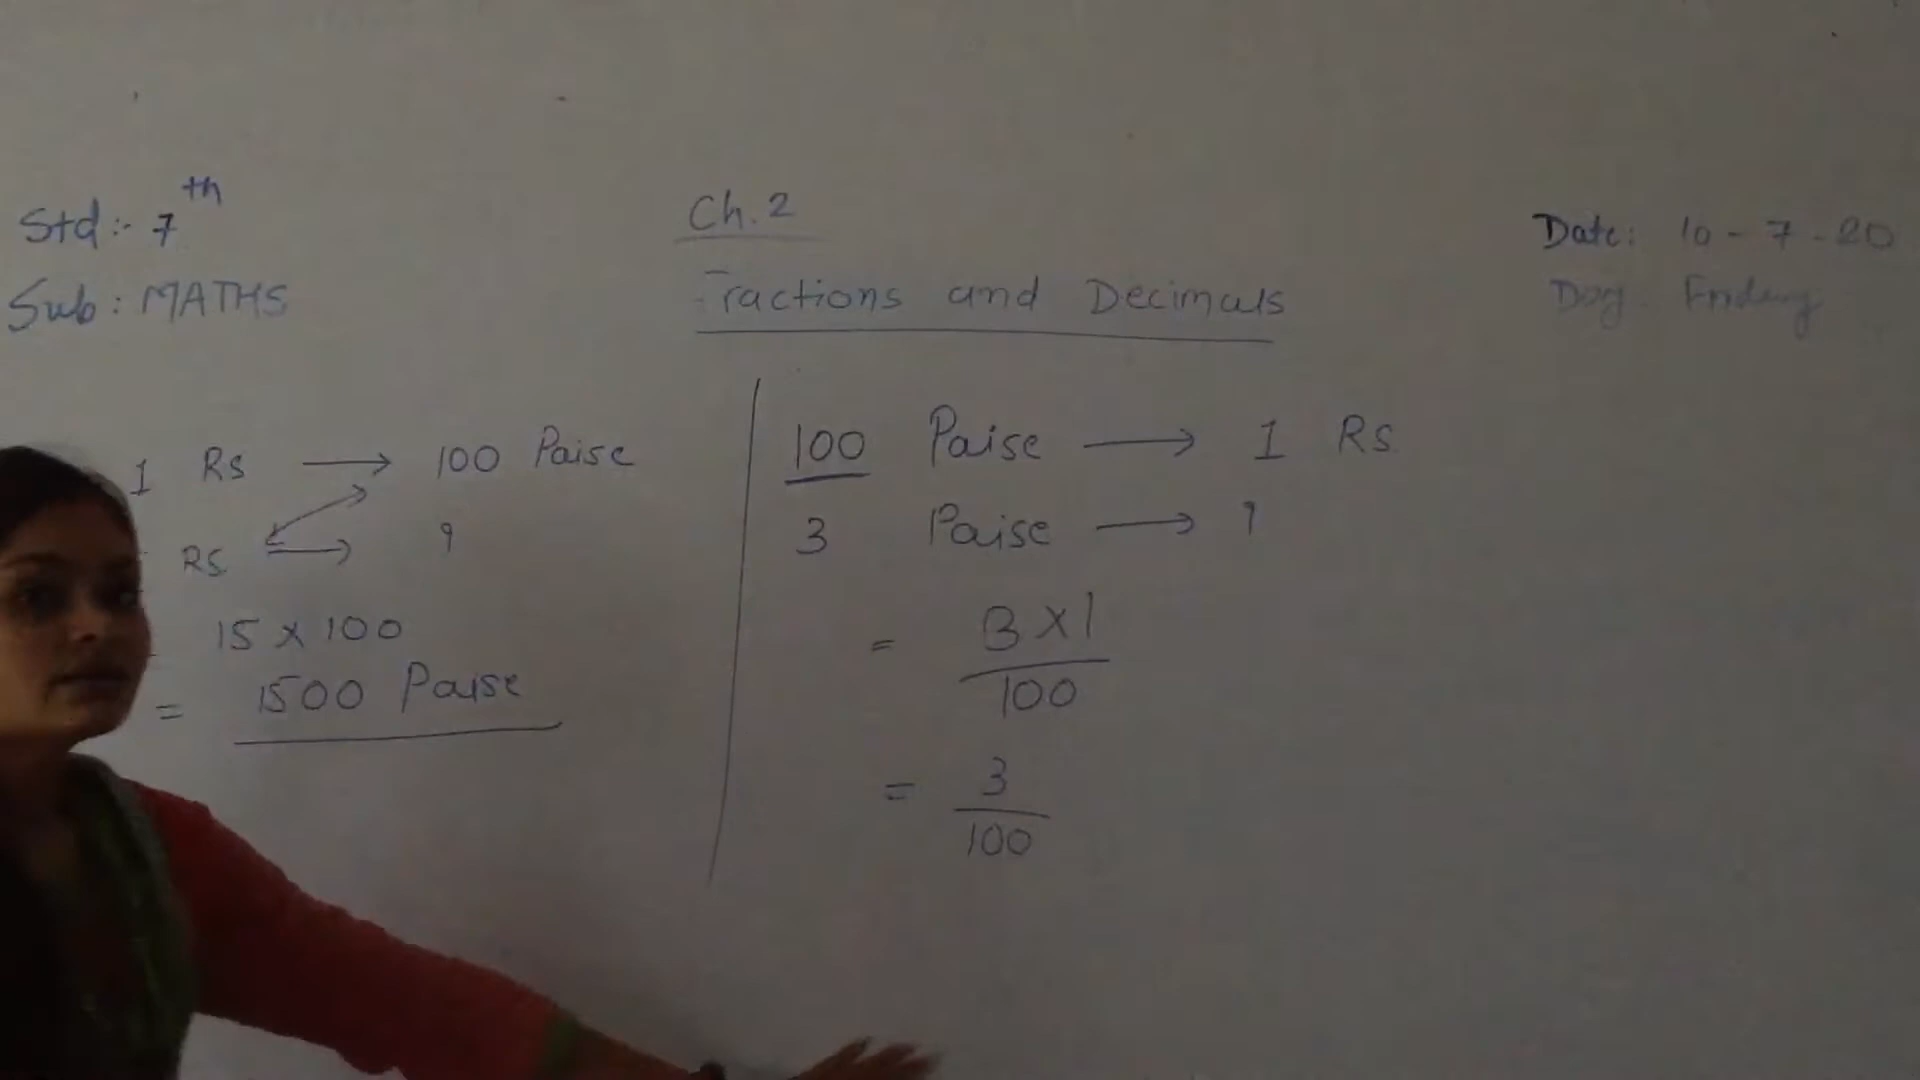 Std:- 7th
Sub: MATHS
Ch. 2
Fractions and Decimals
Date: 10-7-20
Day Friday
1 Rs → 100 Paise
Rs → ?
15 x 100
= 1500 Paise
100 Paise → 1 Rs
3 Paise → ?
= 3 x 1
100
= 3
100